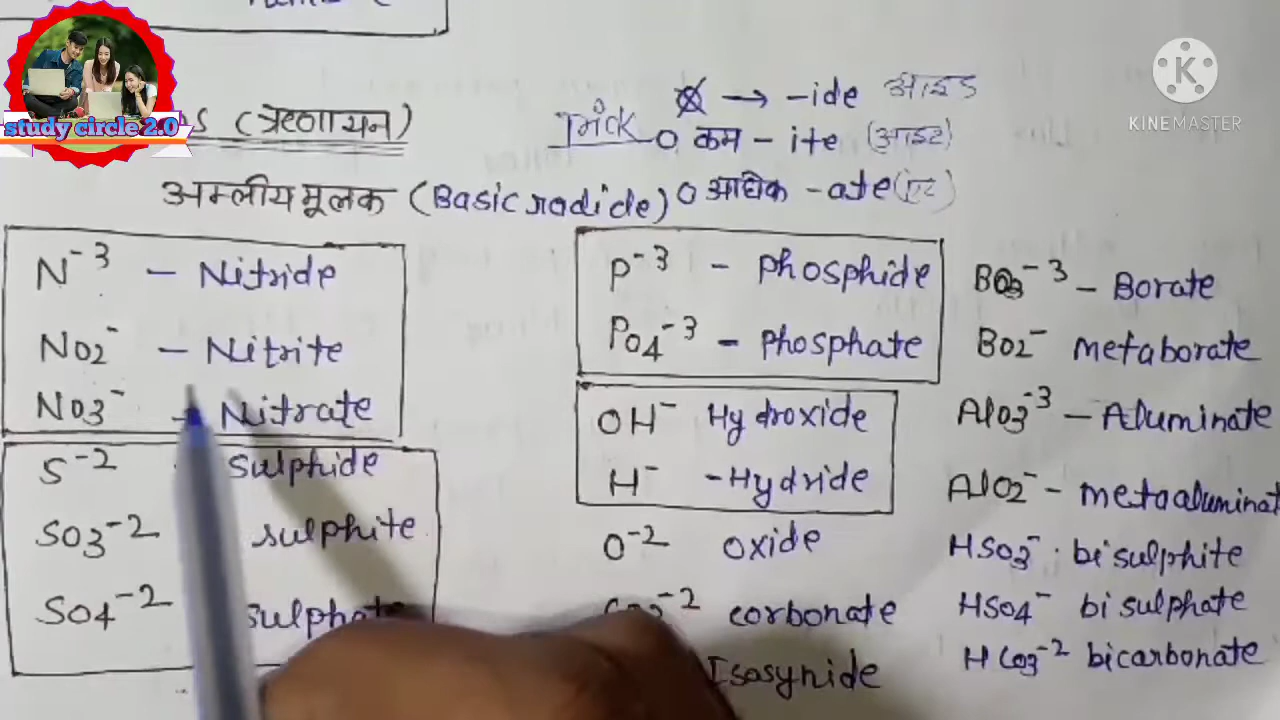 study circle 2.0
KINEMASTER
(ऋणायन)
Trick O ✡ → -ide आइड
O कम - ite (आइट)
अम्लीय मूलक (Basic radide) O अधिक -ate (एट)
N⁻³ - Nitride
NO₂⁻ - Nitrite
NO₃⁻ - Nitrate
S⁻² - sulphide
SO₃⁻² sulphite
SO₄⁻² sulphate
P⁻³ - Phosphide
PO₄⁻³ - Phosphate
OH⁻ Hydroxide
H⁻ - Hydride
O⁻² oxide
corbonate
Isosynide
BO₃⁻³ - Borate
BO₂⁻ metaborate
AlO₃⁻³ - Aluminate
AlO₂⁻ - metaaluminat
HSO₃⁻ . bisulphite
HSO₄⁻ bisulphate
HCO₃⁻² bicarbonate